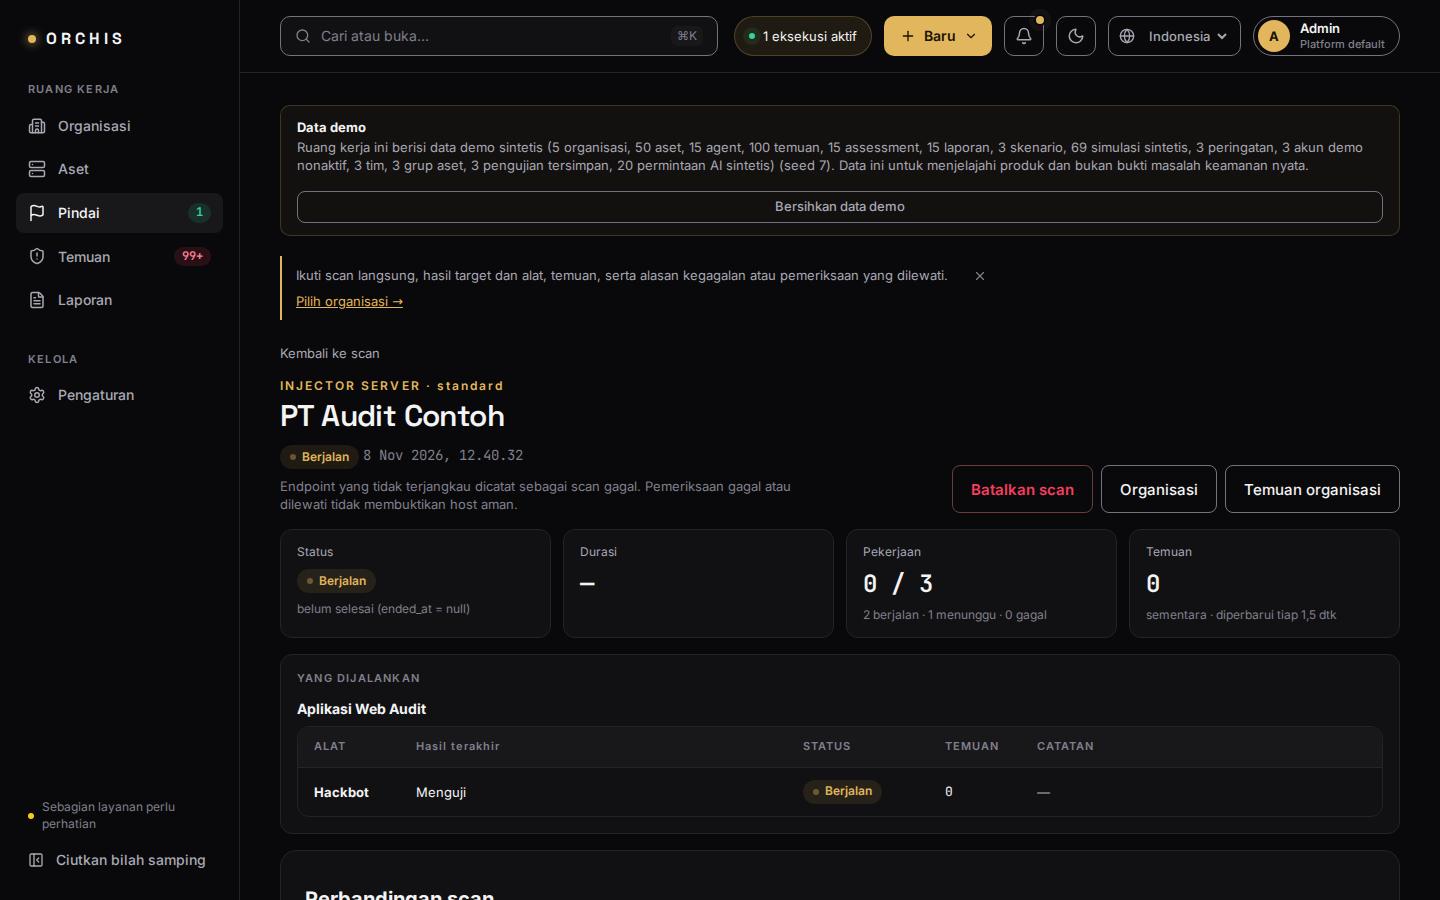 ORCHIS
RUANG KERJA
Organisasi
Aset
Pindai
1
Temuan
99+
Laporan
KELOLA
Pengaturan
Sebagian layanan perlu
perhatian
Ciutkan bilah samping
Cari atau buka...
⌘K
1 eksekusi aktif
Baru
Indonesia
A
Admin
Platform default
Data demo
Ruang kerja ini berisi data demo sintetis (5 organisasi, 50 aset, 15 agent, 100 temuan, 15 assessment, 15 laporan, 3 skenario, 69 simulasi sintetis, 3 peringatan, 3 akun demo
nonaktif, 3 tim, 3 grup aset, 3 pengujian tersimpan, 20 permintaan AI sintetis) (seed 7). Data ini untuk menjelajahi produk dan bukan bukti masalah keamanan nyata.
Bersihkan data demo
Ikuti scan langsung, hasil target dan alat, temuan, serta alasan kegagalan atau pemeriksaan yang dilewati.
Pilih organisasi →
Kembali ke scan
INJECTOR SERVER · standard
PT Audit Contoh
Berjalan 8 Nov 2026, 12.40.32
Endpoint yang tidak terjangkau dicatat sebagai scan gagal. Pemeriksaan gagal atau
dilewati tidak membuktikan host aman.
Batalkan scan
Organisasi
Temuan organisasi
Status
Berjalan
belum selesai (ended_at = null)
Durasi
—
Pekerjaan
0 / 3
2 berjalan · 1 menunggu · 0 gagal
Temuan
0
sementara · diperbarui tiap 1,5 dtk
YANG DIJALANKAN
Aplikasi Web Audit
ALAT Hasil terakhir STATUS TEMUAN CATATAN
Hackbot Menguji Berjalan 0 —
Perbandingan scan